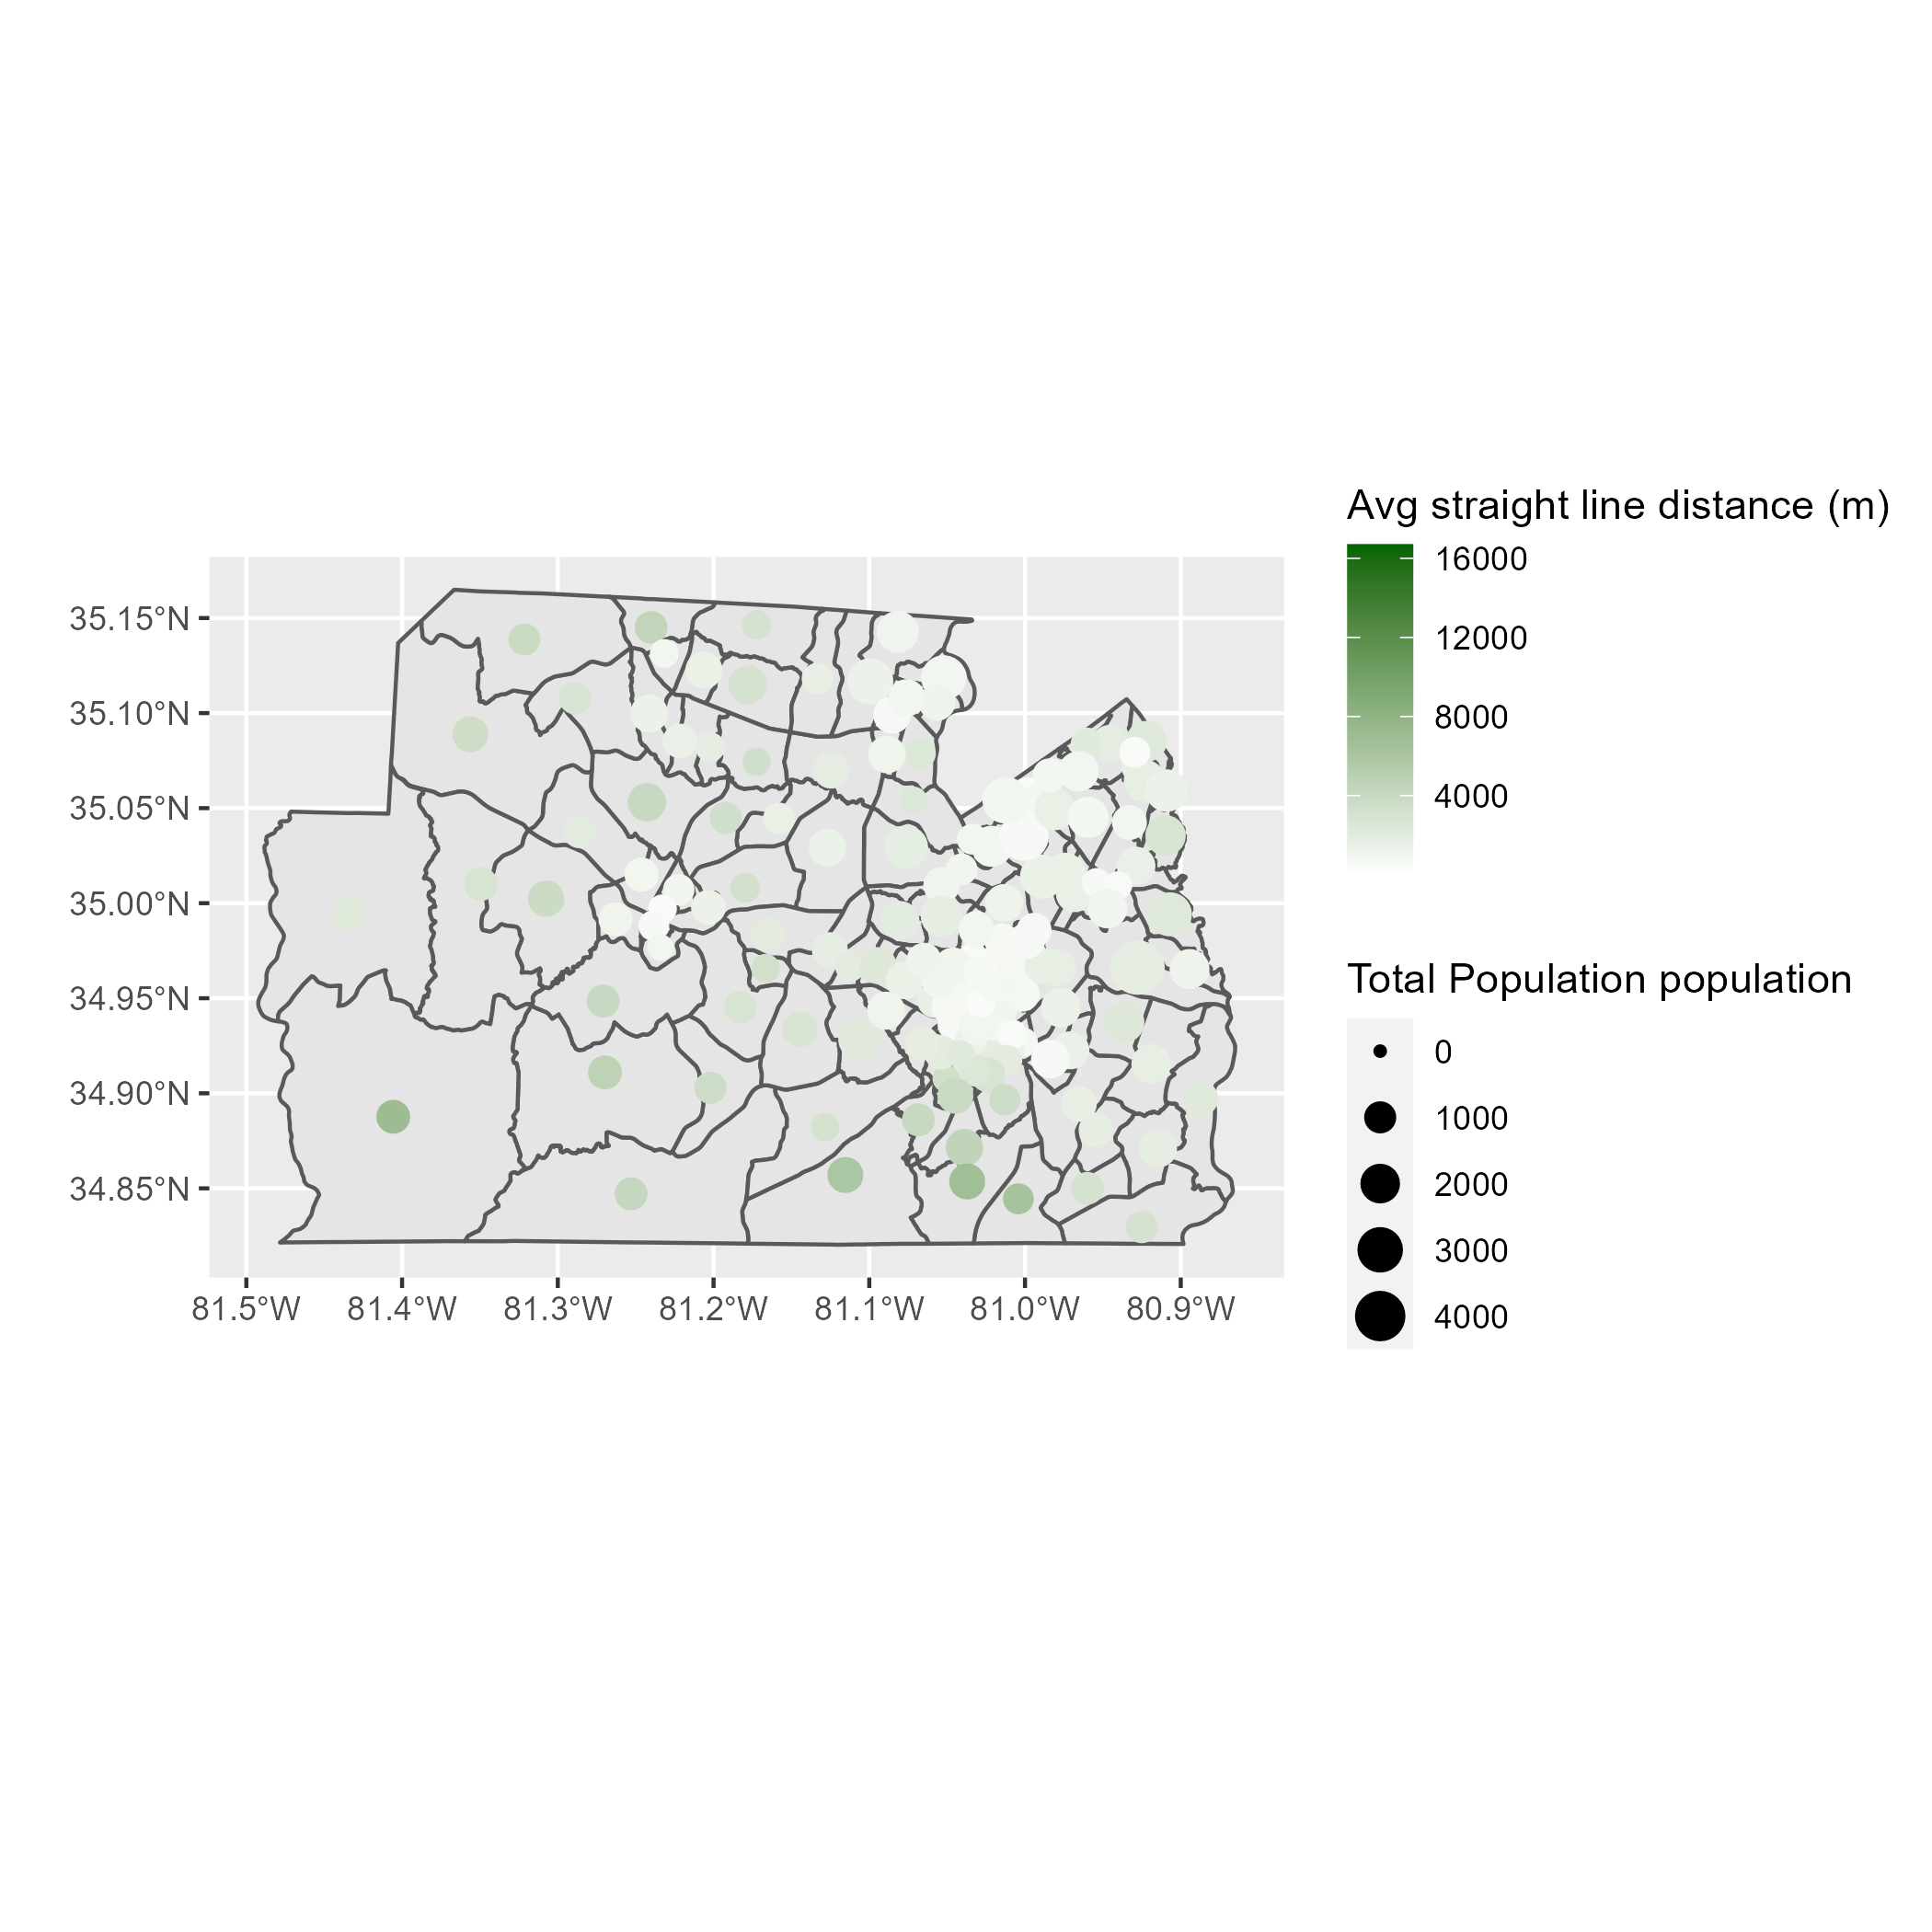 35.15°N
35.10°N
35.05°N
35.00°N
34.95°N
34.90°N
34.85°N
81.5°W 81.4°W 81.3°W 81.2°W 81.1°W 81.0°W 80.9°W
Avg straight line distance (m)
16000
12000
8000
4000
Total Population population
0
1000
2000
3000
4000